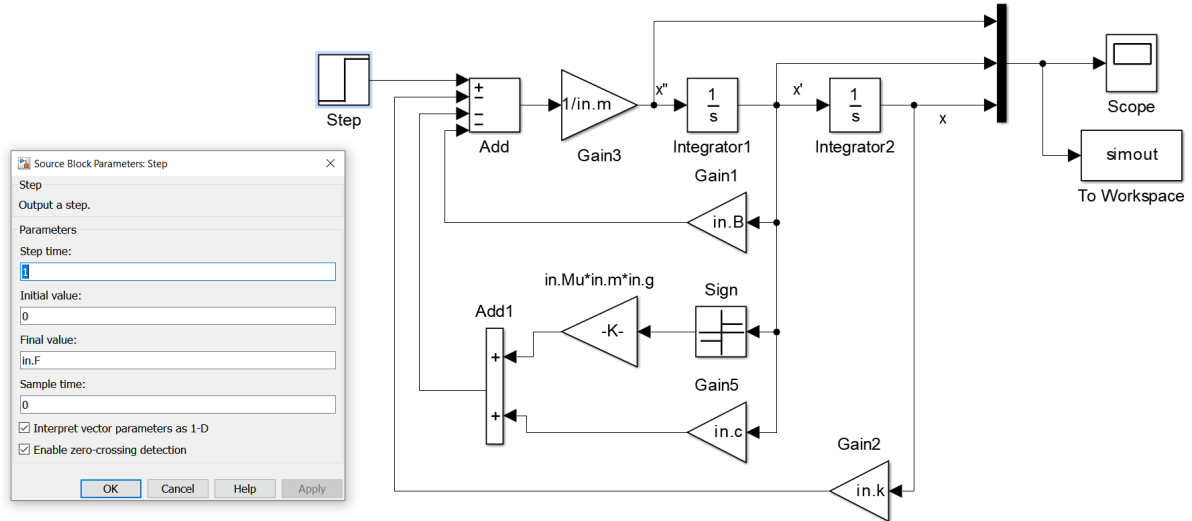 Step
Source Block Parameters: Step
Step
Output a step.
Parameters
Step time:
1
Initial value:
0
Final value:
in.F
Sample time:
0
Interpret vector parameters as 1-D
Enable zero-crossing detection
OK Cancel Help Apply
+
−
−
−
Add
1/in.m
Gain3
x"
1
s
Integrator1
x'
1
s
Integrator2
x
Scope
simout
To Workspace
Gain1
in.B
in.Mu*in.m*in.g
-K-
Sign
Add1
+
+
Gain5
in.c
Gain2
in.k